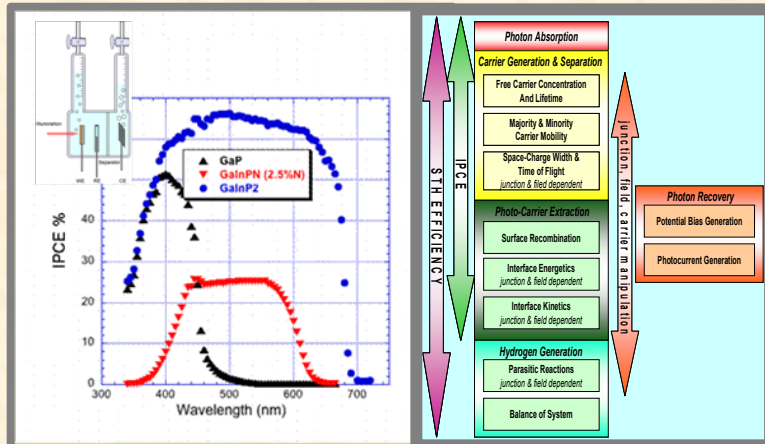 Illumination
Separator
WE
RE
CE
GaP
GaInPN (2.5%N)
GaInP2
IPCE %
40
30
20
10
0
300
400
500
600
700
Wavelength (nm)
STH EFFICIENCY
IPCE
Photon Absorption
Carrier Generation & Separation
Free Carrier Concentration
And Lifetime
Majority & Minority
Carrier Mobility
Space-Charge Width &
Time of Flight
junction & filed dependent
Photo-Carrier Extraction
Surface Recombination
Interface Energetics
junction & field dependent
Interface Kinetics
junction & field dependent
Hydrogen Generation
Parasitic Reactions
junction & field dependent
Balance of System
junction, field, carrier manipulation
Photon Recovery
Potential Bias Generation
Photocurrent Generation